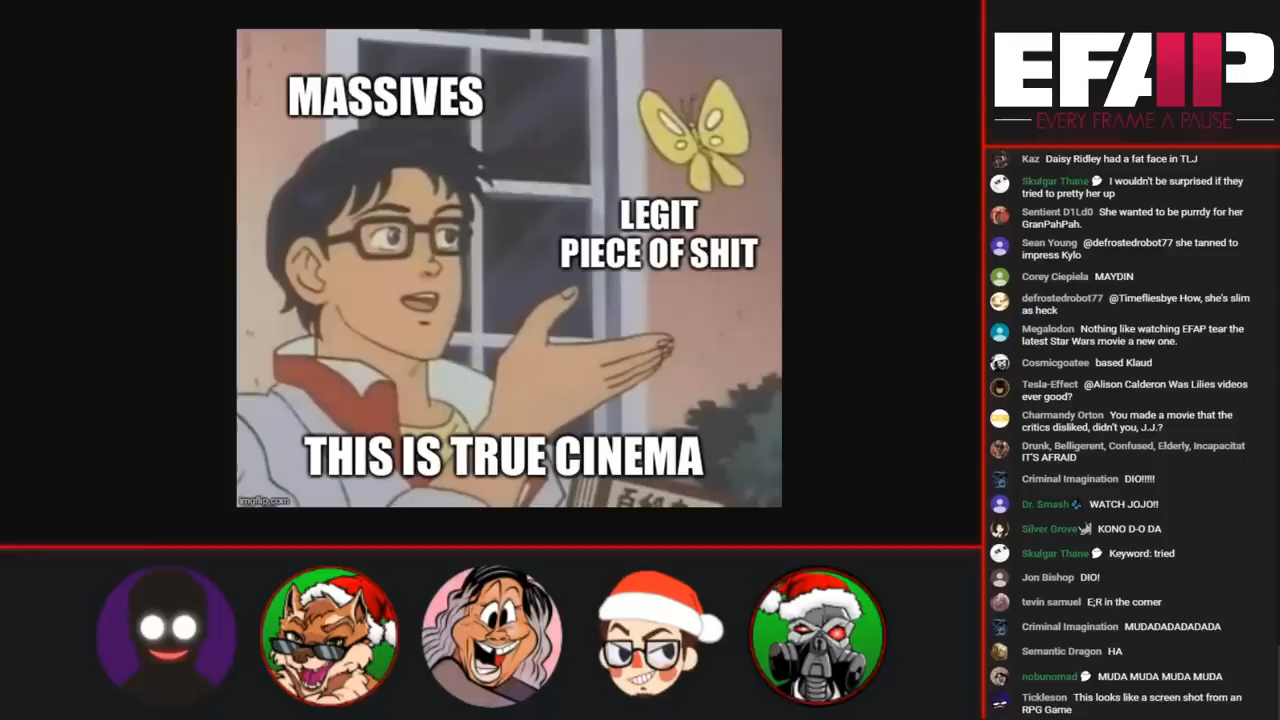 MASSIVES
LEGIT
PIECE OF SHIT
THIS IS TRUE CINEMA
imgflip.com
EFAP
EVERY FRAME A PAUSE
Kaz Daisy Ridley had a fat face in TLJ
Skulgar Thane I wouldn't be surprised if they
tried to pretty her up
Sentient D1Ld0 She wanted to be purrdy for her
GranPahPah.
Sean Young @defrostedrobot77 she tanned to
impress Kylo
Corey Ciepiela MAYDIN
defrostedrobot77 @Timefliesbye How, she's slim
as heck
Megalodon Nothing like watching EFAP tear the
latest Star Wars movie a new one.
Cosmicgoatee based Klaud
Tesla-Effect @Alison Calderon Was Lilies videos
ever good?
Charmandy Orton You made a movie that the
critics disliked, didn't you, J.J.?
Drunk, Belligerent, Confused, Elderly, Incapacitat
IT'S AFRAID
Criminal Imagination DIO!!!!!
Dr. Smash WATCH JOJO!!
Silver Grove KONO D-O DA
Skulgar Thane Keyword: tried
Jon Bishop DIO!
tevin samuel E;R in the corner
Criminal Imagination MUDADADADADA
Semantic Dragon HA
nobunomad MUDA MUDA MUDA MUDA
Tickleson This looks like a screen shot from an
RPG Game